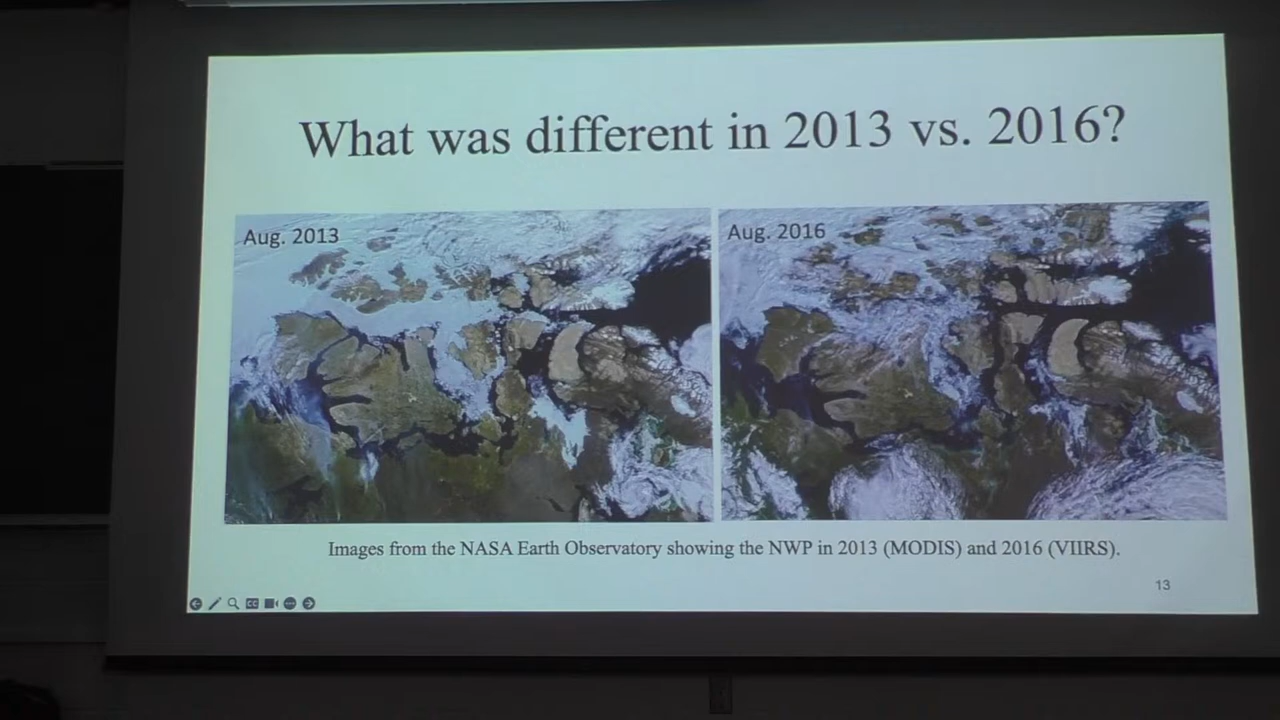 What was different in 2013 vs. 2016?
Aug. 2013
Aug. 2016
Images from the NASA Earth Observatory showing the NWP in 2013 (MODIS) and 2016 (VIIRS).
13
CC